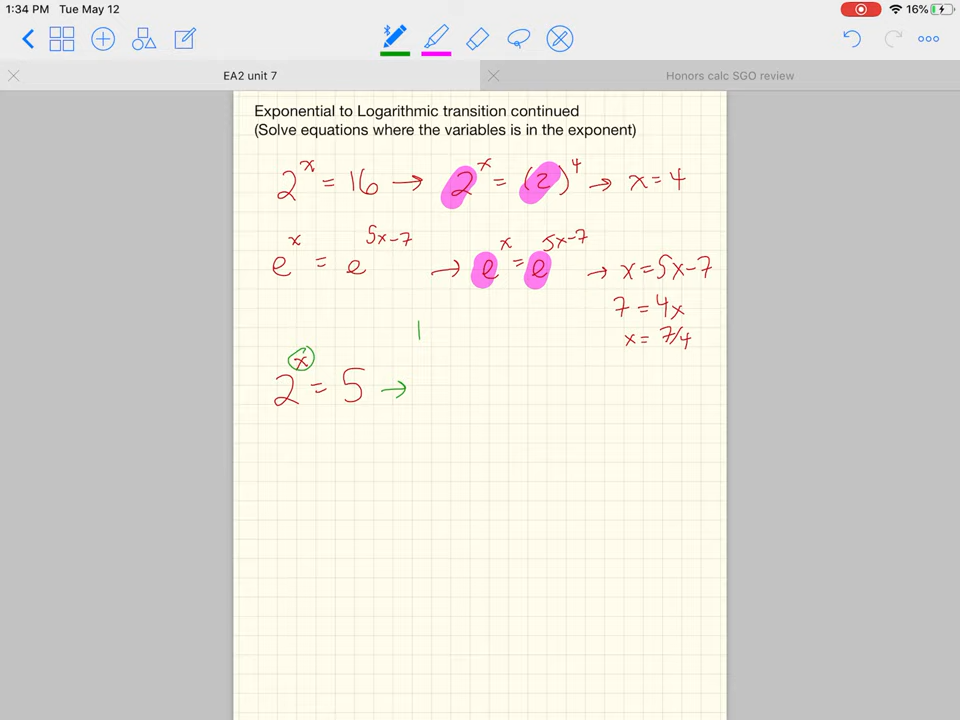 1:34 PM Tue May 12 16%
EA2 unit 7 Honors calc SGO review
Exponential to Logarithmic transition continued
(Solve equations where the variables is in the exponent)
2^x = 16 → 2^x = (2)^4 → x = 4
e^x = e^(5x-7) → e^x = e^(5x-7) → x = 5x-7
7 = 4x
x = 7/4
2^x = 5 →